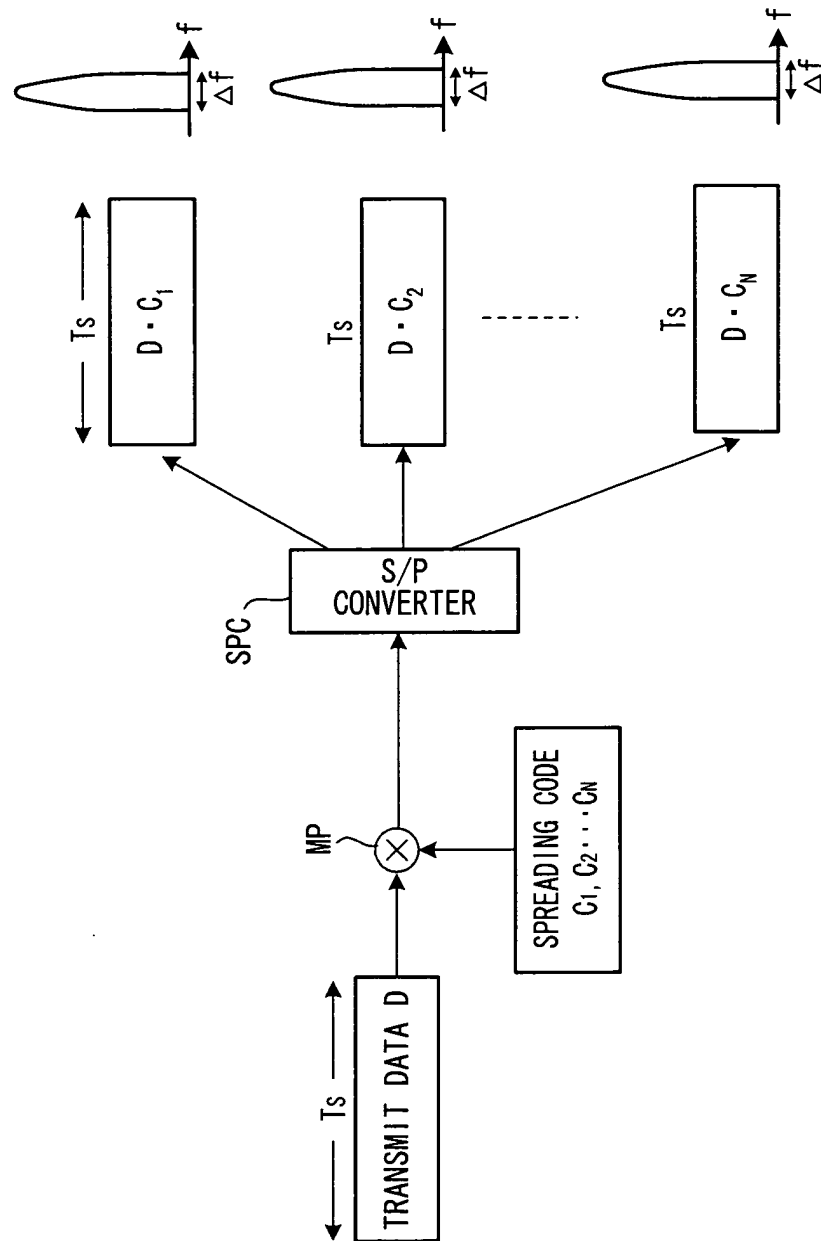 Ts
TRANSMIT DATA D
MP
SPREADING CODE
C1, C2 ··· CN
SPC
S/P
CONVERTER
Ts
D · C1
f
Δf
Ts
D · C2
f
Δf
Ts
D · CN
f
Δf